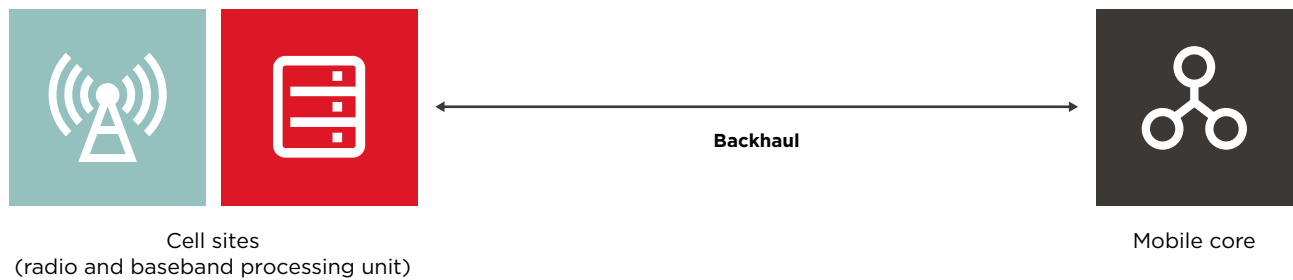 Backhaul
Cell sites
(radio and baseband processing unit)
Mobile core